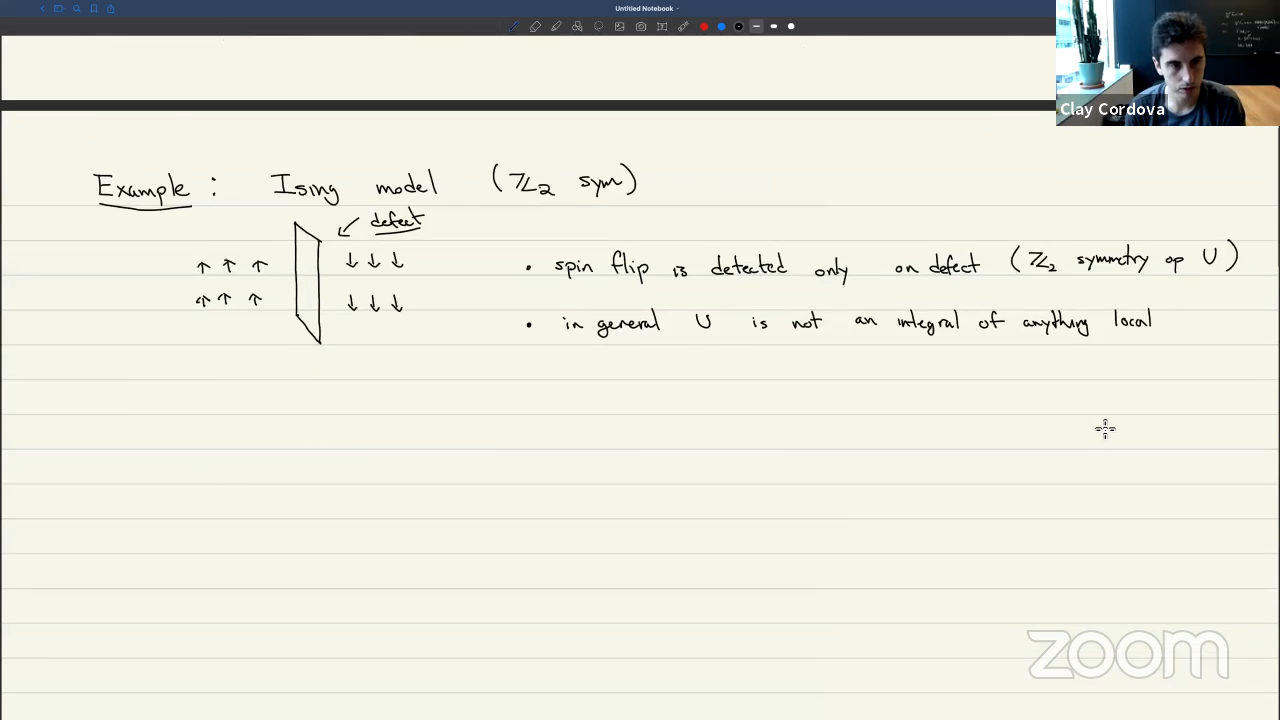 Untitled Notebook
Clay Cordova
Example : Ising model (ℤ₂ sym)
defect
↑ ↑ ↑ ↓ ↓ ↓
↑ ↑ ↑ ↓ ↓ ↓
• spin flip is detected only on defect (ℤ₂ symmetry op U)
• in general U is not an integral of anything local
zoom